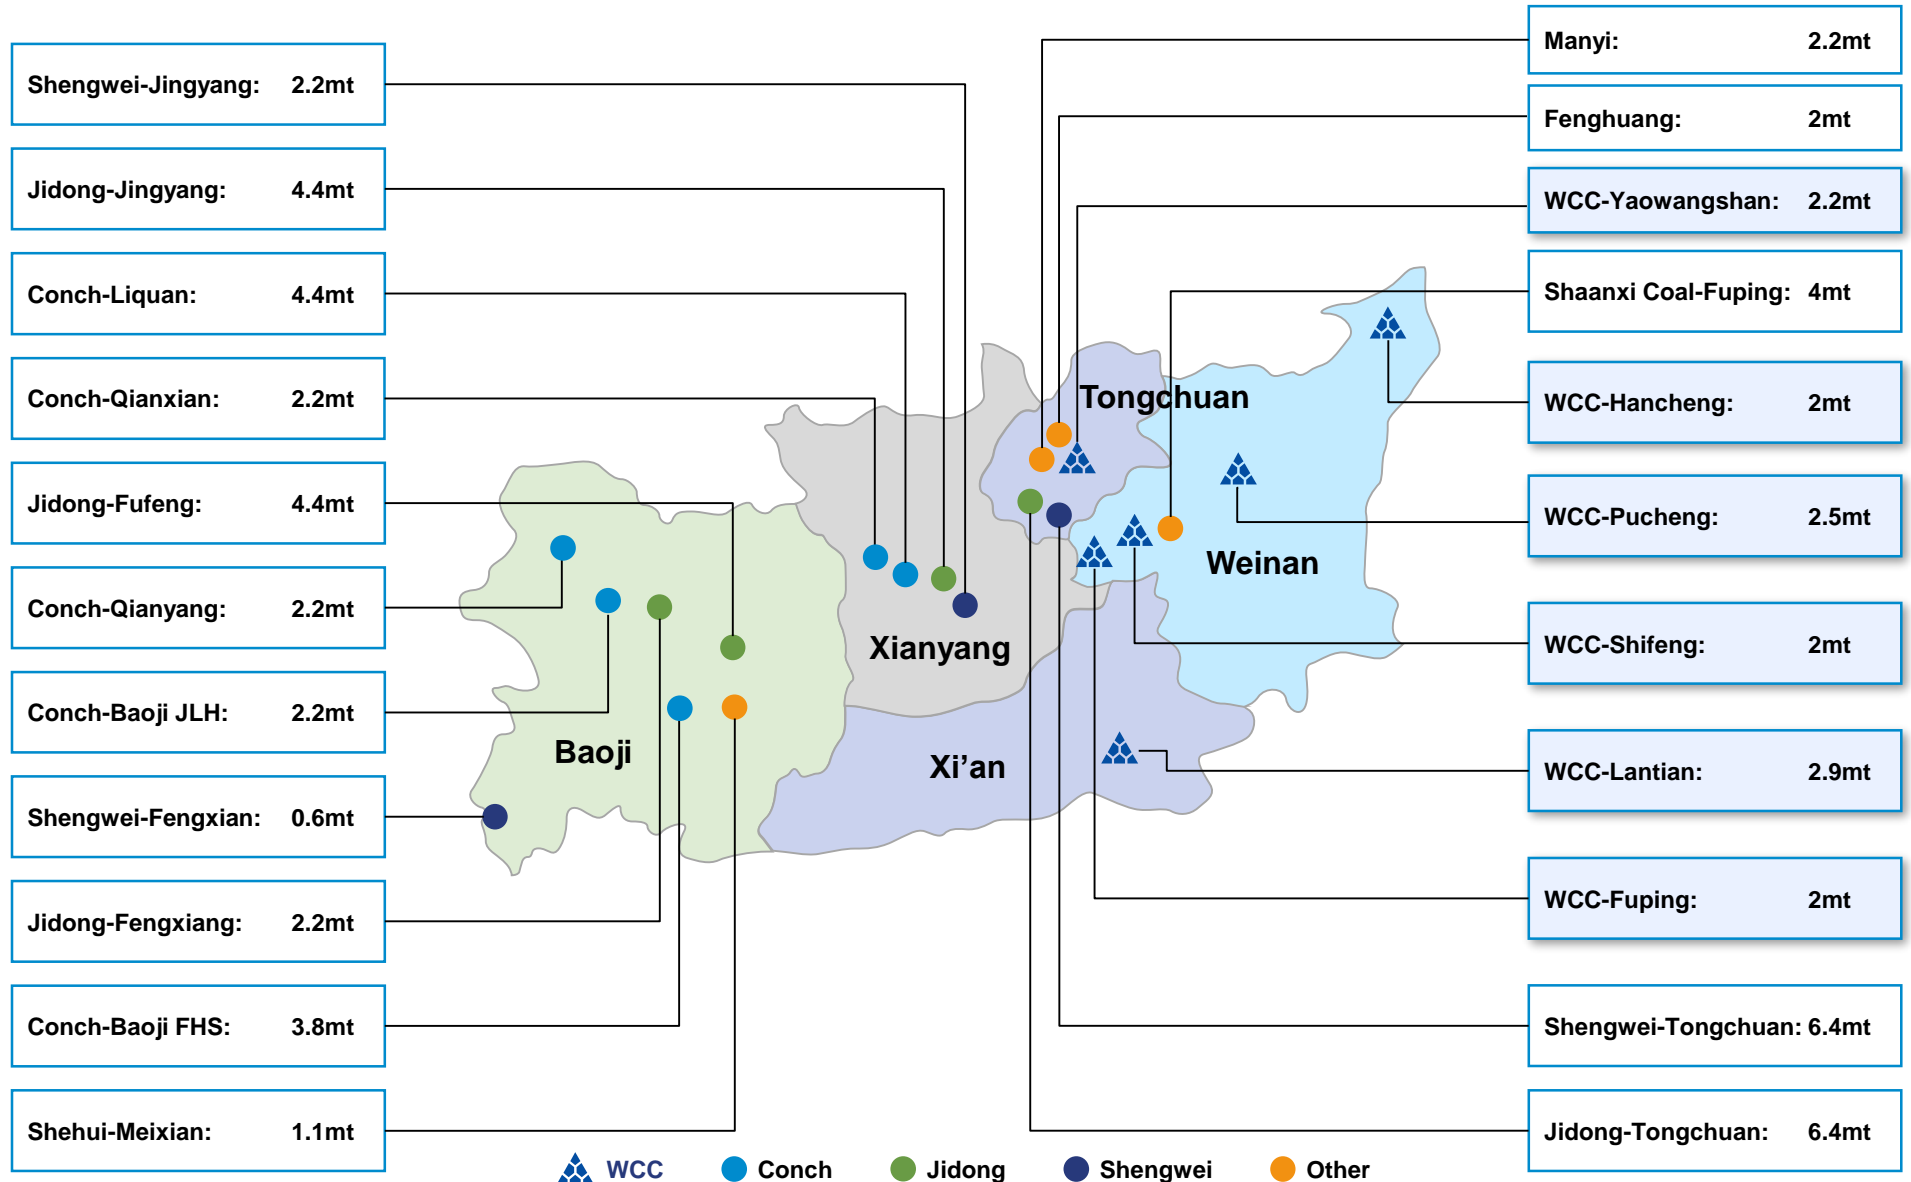 Shengwei-Jingyang: 2.2mt
Jidong-Jingyang: 4.4mt
Conch-Liquan: 4.4mt
Conch-Qianxian: 2.2mt
Jidong-Fufeng: 4.4mt
Conch-Qianyang: 2.2mt
Conch-Baoji JLH: 2.2mt
Shengwei-Fengxian: 0.6mt
Jidong-Fengxiang: 2.2mt
Conch-Baoji FHS: 3.8mt
Shehui-Meixian: 1.1mt
Tongchuan
Weinan
Xianyang
Baoji
Xi’an
Manyi: 2.2mt
Fenghuang: 2mt
WCC-Yaowangshan: 2.2mt
Shaanxi Coal-Fuping: 4mt
WCC-Hancheng: 2mt
WCC-Pucheng: 2.5mt
WCC-Shifeng: 2mt
WCC-Lantian: 2.9mt
WCC-Fuping: 2mt
Shengwei-Tongchuan: 6.4mt
Jidong-Tongchuan: 6.4mt
WCC Conch Jidong Shengwei Other